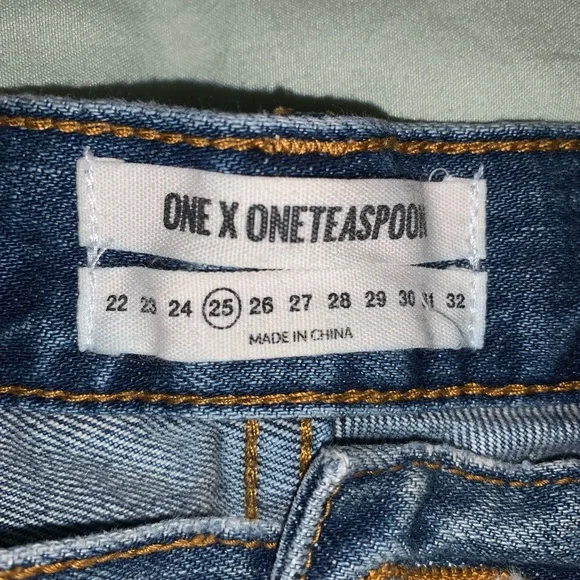 ONE X ONETEASPOON
22 23 24 25 26 27 28 29 30 31 32
MADE IN CHINA